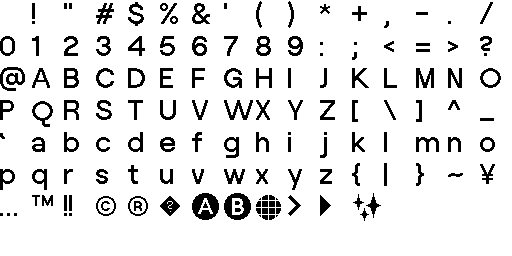 ! " # $ % & ' ( ) * + , - . /
0 1 2 3 4 5 6 7 8 9 : ; < = > ?
@ A B C D E F G H I J K L M N O
P Q R S T U V W X Y Z [ \ ] ^ _
` a b c d e f g h i j k l m n o
p q r s t u v w x y z { | } ~ ¥
… ™ ‼ © ® � A B